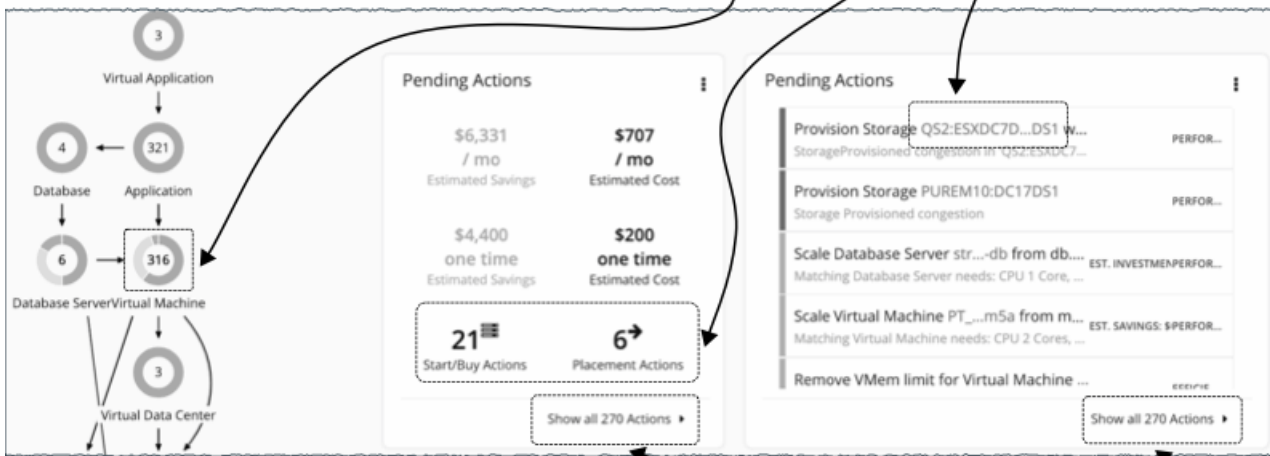 3
Virtual Application
4
321
Database
Application
6
316
Database Server
Virtual Machine
3
Virtual Data Center
Pending Actions
$6,331
/ mo
Estimated Savings
$707
/ mo
Estimated Cost
$4,400
one time
Estimated Savings
$200
one time
Estimated Cost
21
Start/Buy Actions
6
Placement Actions
Show all 270 Actions
Pending Actions
Provision Storage QS2:ESXDC7D...DS1 w...
PERFOR...
StorageProvisioned congestion in 'QS2:ESXDC7...
Provision Storage PUREM10:DC17DS1
PERFOR...
Storage Provisioned congestion
Scale Database Server str...-db from db....
EST. INVESTMENPERFOR...
Matching Database Server needs: CPU 1 Core, ...
Scale Virtual Machine PT_...m5a from m...
EST. SAVINGS: $PERFOR...
Matching Virtual Machine needs: CPU 2 Cores, ...
Remove VMem limit for Virtual Machine ...
Show all 270 Actions